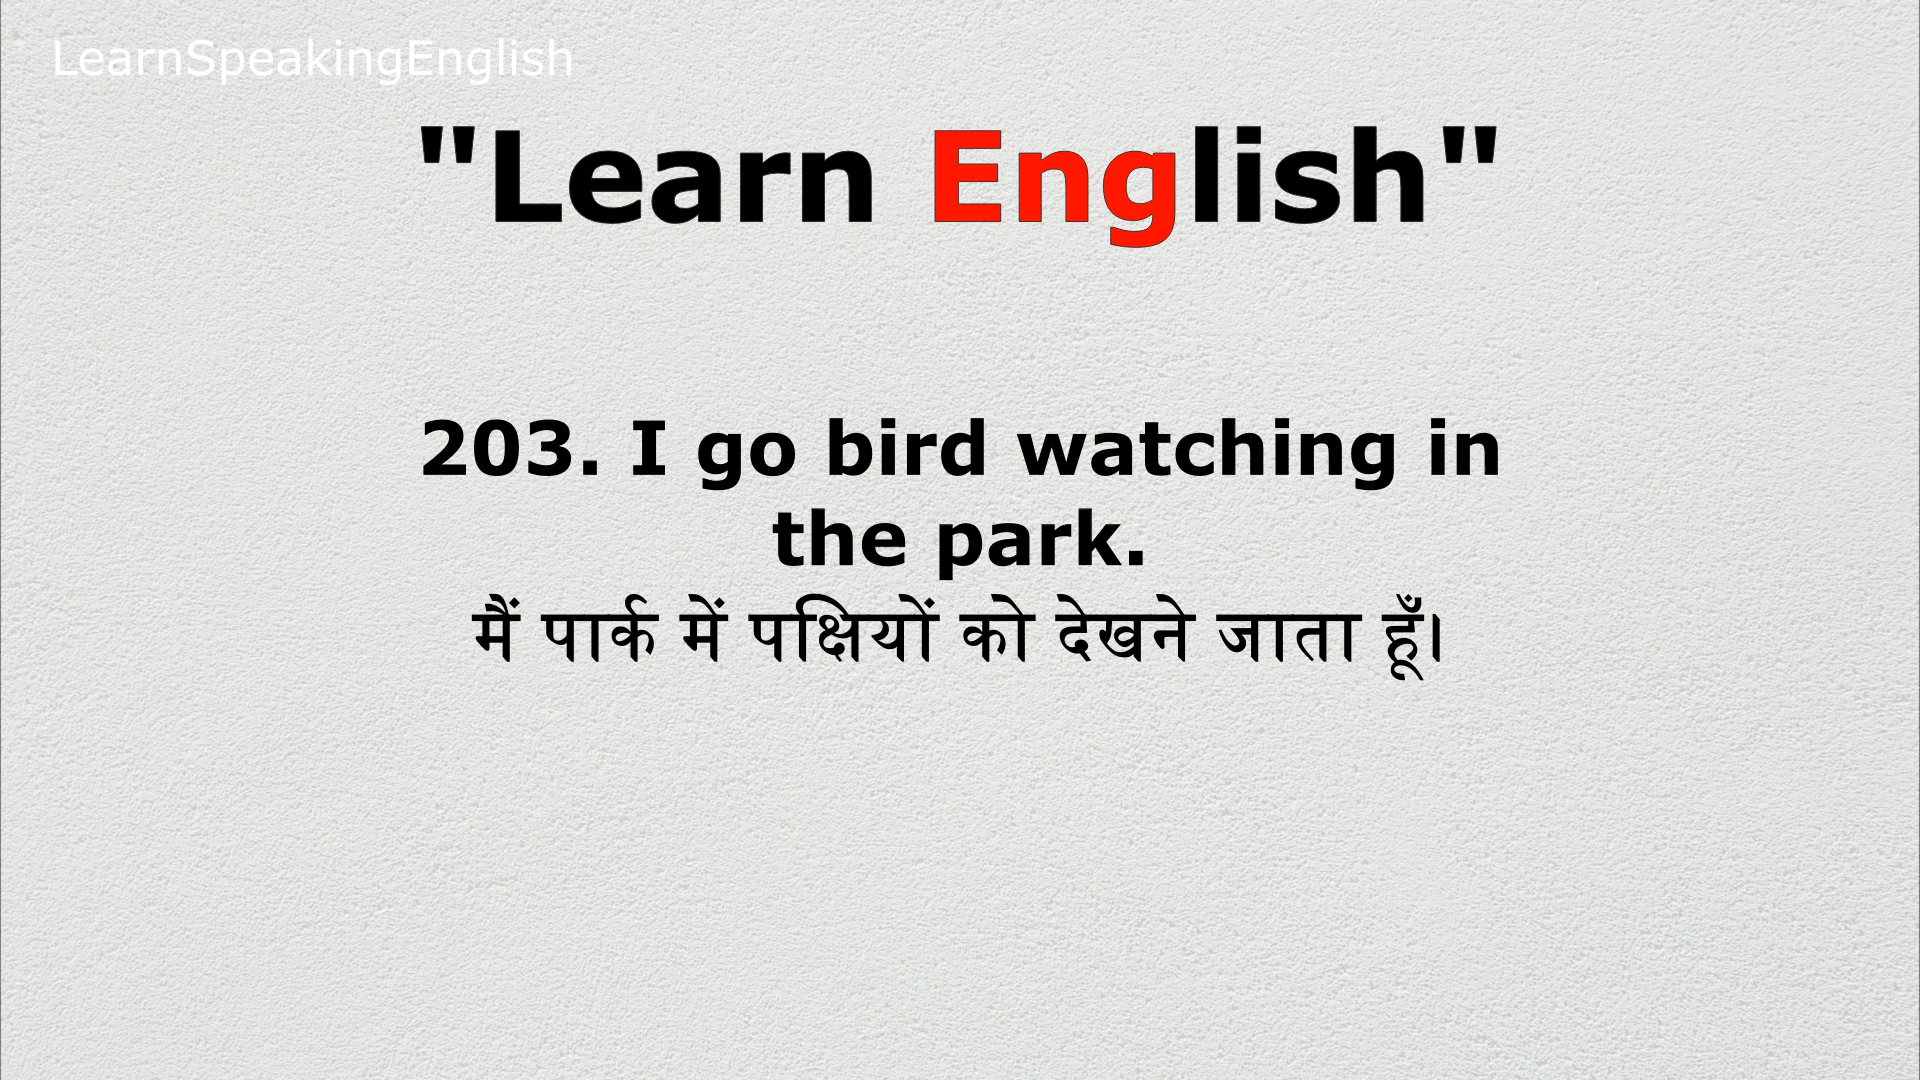 LearnSpeakingEnglish
"Learn English"
203. I go bird watching in
the park.
मैं पार्क में पक्षियों को देखने जाता हूँ।